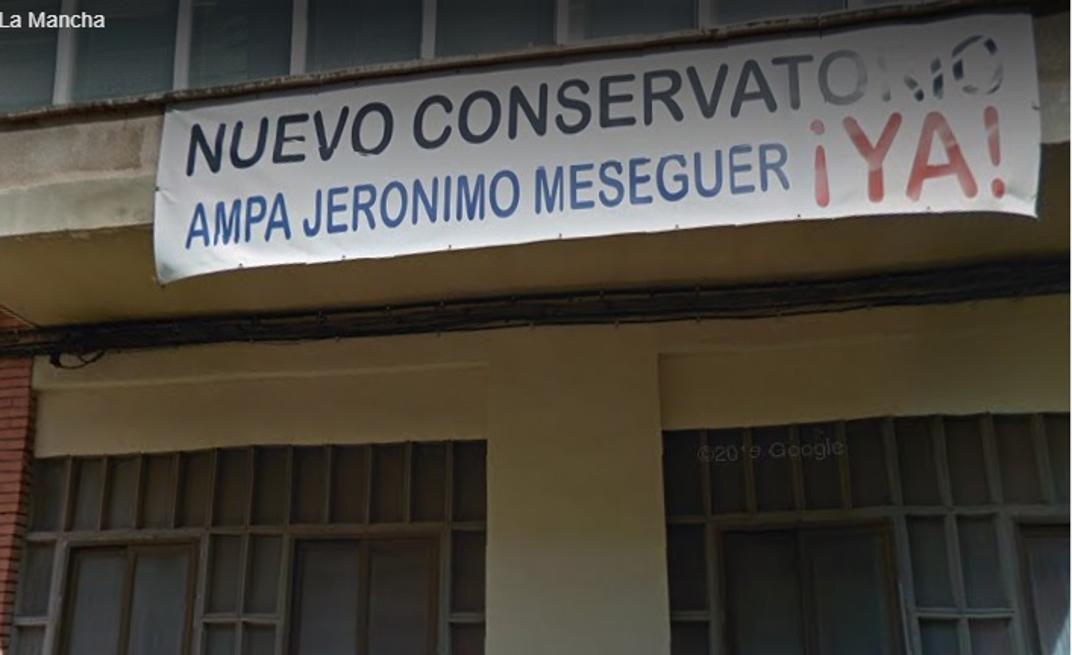 La Mancha
NUEVO CONSERVATORIO
AMPA JERONIMO MESEGUER ¡YA!
©2019 Google